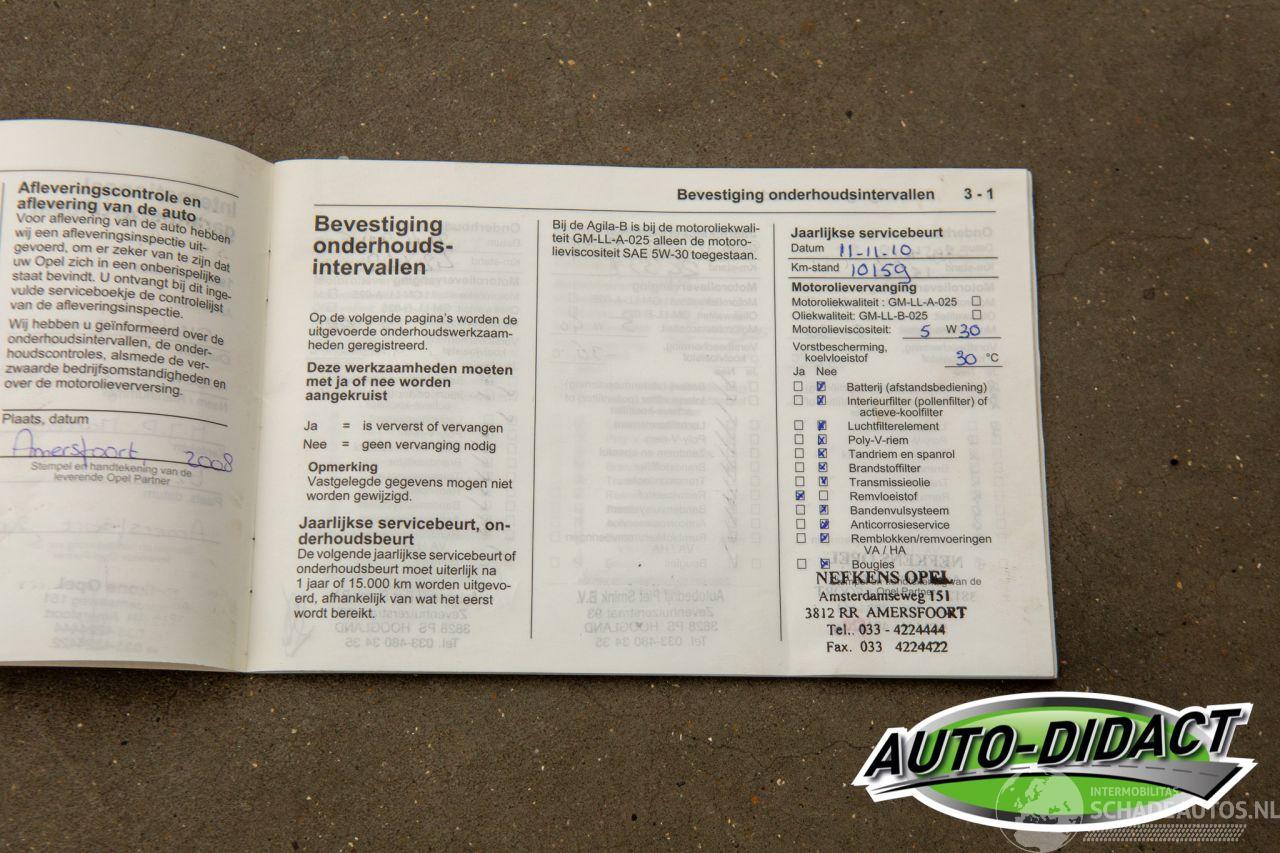 Afleveringscontrole en
aflevering van de auto
Voor aflevering van de auto hebben
wij een afleveringsinspectie uit-
gevoerd, om er zeker van te zijn dat
uw Opel zich in een onberispelijke
staat bevindt. U ontvangt bij dit inge-
vulde serviceboekje de controlelijst
van de afleveringsinspectie.
Wij hebben u geïnformeerd over de
onderhoudsintervallen, de onder-
houdscontroles, alsmede de ver-
zwaarde bedrijfsomstandigheden en
over de motorolieverversing.
Plaats, datum
Amersfoort, 2008
Stempel en handtekening van de
leverende Opel Partner
Bevestiging onderhoudsintervallen 3 - 1
Bevestiging
onderhouds-
intervallen
Op de volgende pagina's worden de
uitgevoerde onderhoudswerkzaam-
heden geregistreerd.
Deze werkzaamheden moeten
met ja of nee worden
aangekruist
Ja = is ververst of vervangen
Nee = geen vervanging nodig
Opmerking
Vastgelegde gegevens mogen niet
worden gewijzigd.
Jaarlijkse servicebeurt, on-
derhoudsbeurt
De volgende jaarlijkse servicebeurt of
onderhoudsbeurt moet uiterlijk na
1 jaar of 15.000 km worden uitgevo-
erd, afhankelijk van wat het eerst
wordt bereikt.
Bij de Agila-B is bij de motoroliekwali-
teit GM-LL-A-025 alleen de motoro-
lieviscositeit SAE 5W-30 toegestaan.
Jaarlijkse servicebeurt
Datum 11-11-10
Km-stand 10159
Motorolievervanging
Motoroliekwaliteit : GM-LL-A-025
Oliekwaliteit: GM-LL-B-025
Motorolieviscositeit: 5 W 30
Vorstbescherming,
koelvloeistof 30 °C
Ja Nee
Batterij (afstandsbediening)
Interieurfilter (pollenfilter) of
actieve-koolfilter
Luchtfilterelement
Poly-V-riem
Tandriem en spanrol
Brandstoffilter
Transmissieolie
Remvloeistof
Bandenvulsysteem
Anticorrosieservice
Remblokken/remvoeringen
VA / HA
Bougies
NEFKENS OPEL
Amsterdamseweg 151
3812 RR AMERSFOORT
Tel.. 033 - 4224444
Fax. 033 4224422
AUTO-DIDACT
INTERMOBILITAS
SCHADEAUTOS.NL